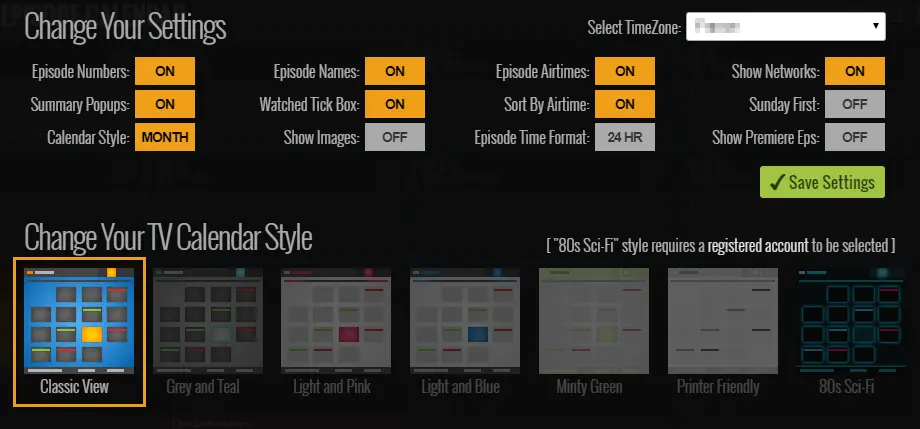 Change Your Settings
Select TimeZone:
Episode Numbers: ON Episode Names: ON Episode Airtimes: ON Show Networks: ON
Summary Popups: ON Watched Tick Box: ON Sort By Airtime: ON Sunday First: OFF
Calendar Style: MONTH Show Images: OFF Episode Time Format: 24 HR Show Premiere Eps: OFF
✓ Save Settings
Change Your TV Calendar Style
[ "80s Sci-Fi" style requires a registered account to be selected ]
Classic View Grey and Teal Light and Pink Light and Blue Minty Green Printer Friendly 80s Sci-Fi